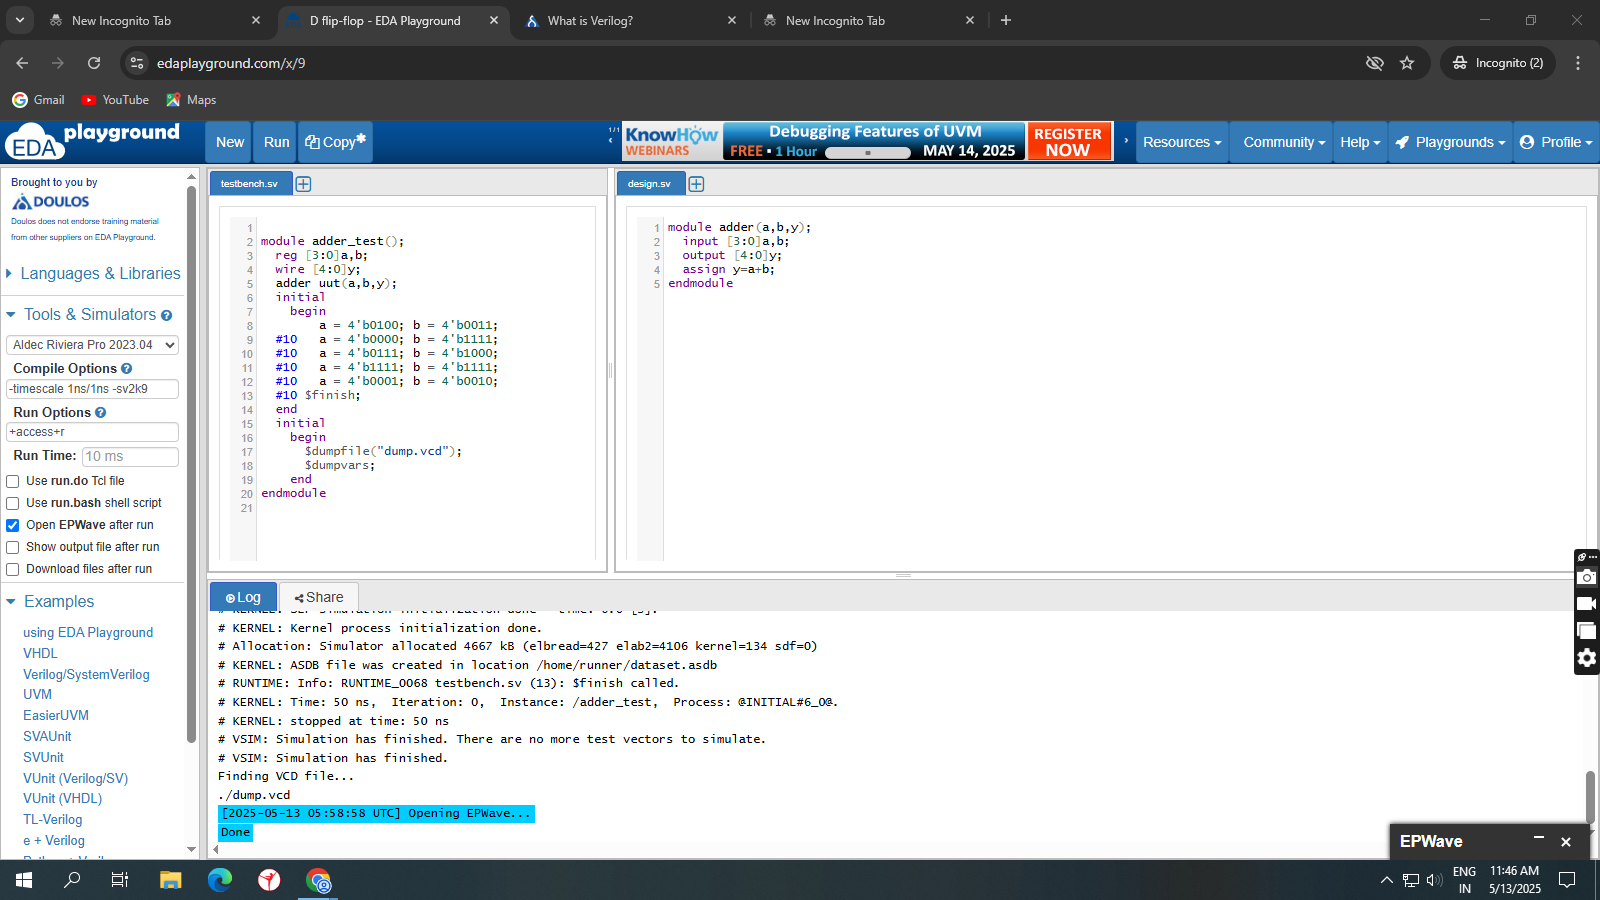 New Incognito Tab
D flip-flop - EDA Playground
What is Verilog?
New Incognito Tab
edaplayground.com/x/9
Incognito (2)
Gmail
YouTube
Maps
EDA playground
New
Run
Copy*
1/1
KnowHow
WEBINARS
Debugging Features of UVM
FREE • 1 Hour
MAY 14, 2025
REGISTER
NOW
Resources
Community
Help
Playgrounds
Profile
Brought to you by
DOULOS
Doulos does not endorse training material
from other suppliers on EDA Playground.
Languages & Libraries
Tools & Simulators
Aldec Riviera Pro 2023.04
Compile Options
-timescale 1ns/1ns -sv2k9
Run Options
+access+r
Run Time: 10 ms
Use run.do Tcl file
Use run.bash shell script
Open EPWave after run
Show output file after run
Download files after run
Examples
using EDA Playground
VHDL
Verilog/SystemVerilog
UVM
EasierUVM
SVAUnit
SVUnit
VUnit (Verilog/SV)
VUnit (VHDL)
TL-Verilog
e + Verilog
testbench.sv
1
2 module adder_test();
3 reg [3:0]a,b;
4 wire [4:0]y;
5 adder uut(a,b,y);
6 initial
7 begin
8 a = 4'b0100; b = 4'b0011;
9 #10 a = 4'b0000; b = 4'b1111;
10 #10 a = 4'b0111; b = 4'b1000;
11 #10 a = 4'b1111; b = 4'b1111;
12 #10 a = 4'b0001; b = 4'b0010;
13 #10 $finish;
14 end
15 initial
16 begin
17 $dumpfile("dump.vcd");
18 $dumpvars;
19 end
20 endmodule
21
design.sv
1 module adder(a,b,y);
2 input [3:0]a,b;
3 output [4:0]y;
4 assign y=a+b;
5 endmodule
Log
Share
# KERNEL: Kernel process initialization done.
# Allocation: Simulator allocated 4667 kB (elbread=427 elab2=4106 kernel=134 sdf=0)
# KERNEL: ASDB file was created in location /home/runner/dataset.asdb
# RUNTIME: Info: RUNTIME_0068 testbench.sv (13): $finish called.
# KERNEL: Time: 50 ns,  Iteration: 0,  Instance: /adder_test,  Process: @INITIAL#6_0@.
# KERNEL: stopped at time: 50 ns
# VSIM: Simulation has finished. There are no more test vectors to simulate.
# VSIM: Simulation has finished.
Finding VCD file...
./dump.vcd
[2025-05-13 05:58:58 UTC] Opening EPWave...
Done
EPWave
ENG
IN
11:46 AM
5/13/2025